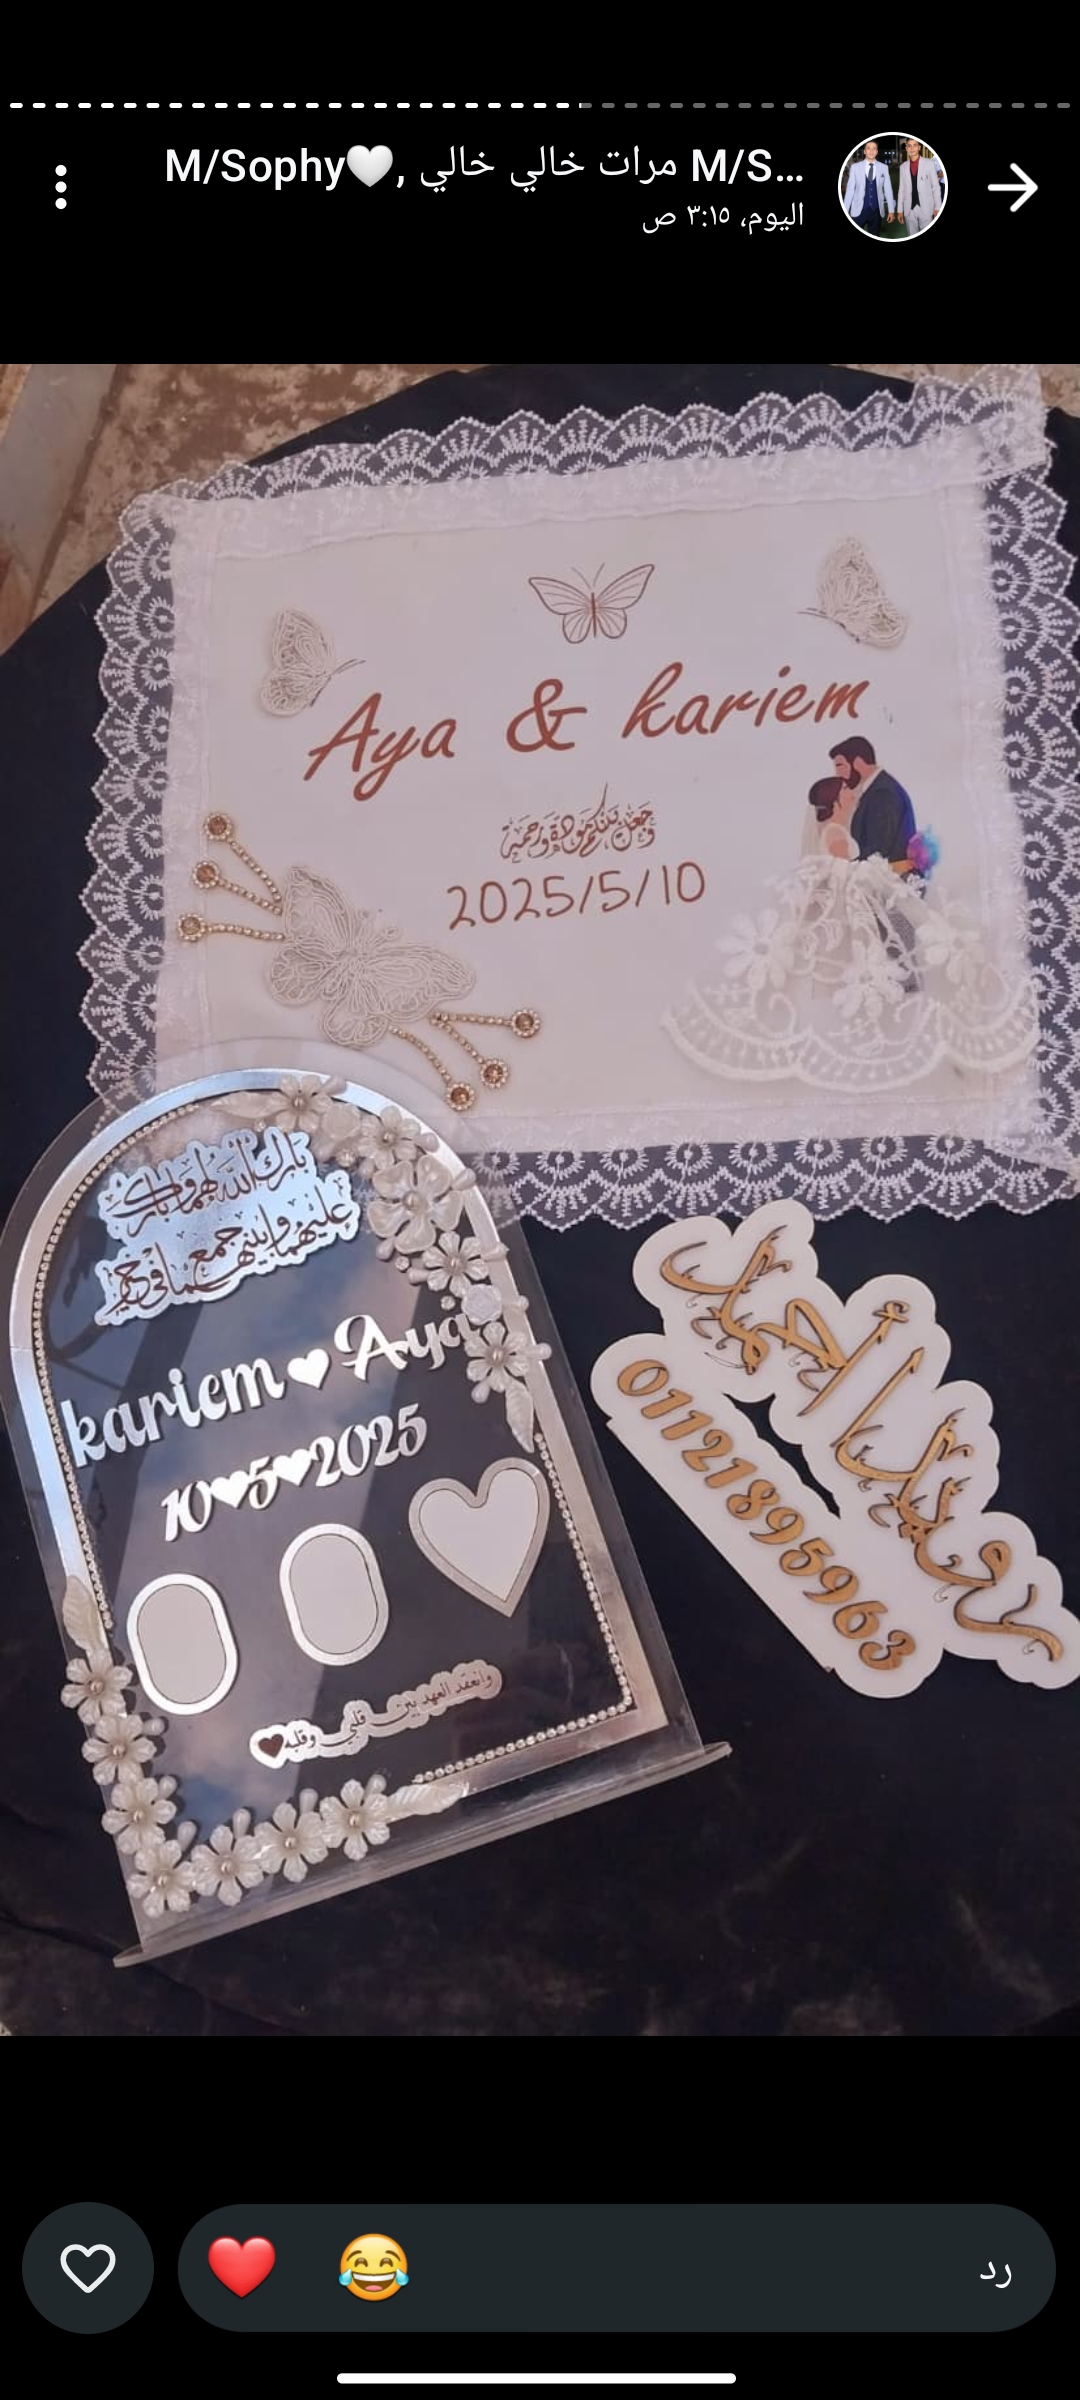 M/Sophy🤍, مرات خالي خالي M/S...
اليوم، ٣:١٥ ص
Aya & kariem
وجعل بينكم مودة ورحمة
2025/5/10
بارك الله لهما وبارك
عليهما وجمع بينهما في خير
kariem ♥ Aya
10♥5♥2025
وانعقد العهد بين قلبي وقلبه♥
01121895963
❤️ 😂 رد